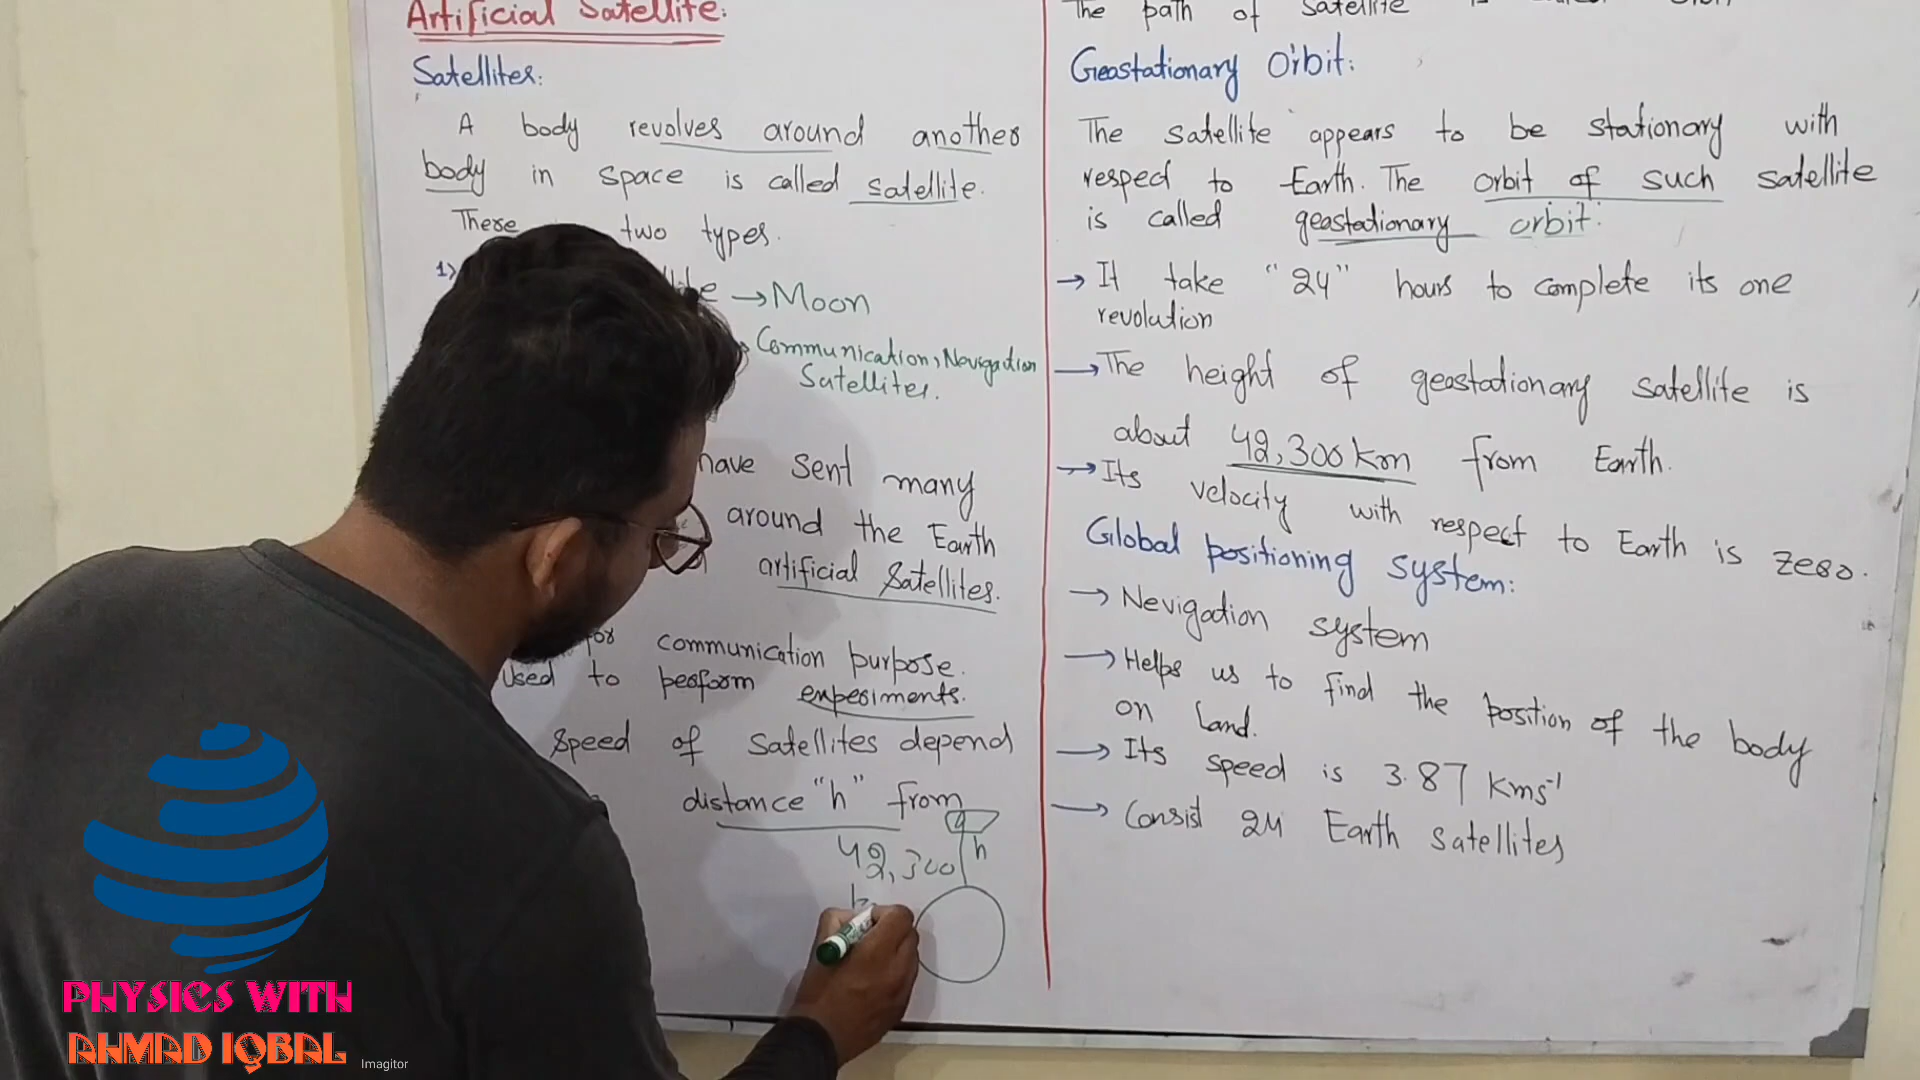 Artificial Satellite:
Satellites:
A body revolves around another
body in space is called satellite.
There two types.
1) → Moon
Communication, Nevigation
Satellites.
have sent many
around the Earth
artificial satellites.
for communication purpose.
Used to perform experiments.
speed of satellites depend
distance "h" from
h
42,300
The path of satellite
Geostationary Orbit:
The satellite appears to be stationary with
respect to Earth. The orbit of such satellite
is called geostationary orbit.
→ It take "24" hours to complete its one
revolution
→ The height of geostationary satellite is
about 42,300 km from Earth.
→ Its velocity with respect to Earth is zero.
Global positioning system:
→ Nevigation system
→ Helps us to find the position of the body
on land.
→ Its speed is 3.87 kms⁻¹
→ Consist 24 Earth satellites
PHYSICS WITH
AHMAD IQBAL
Imagitor